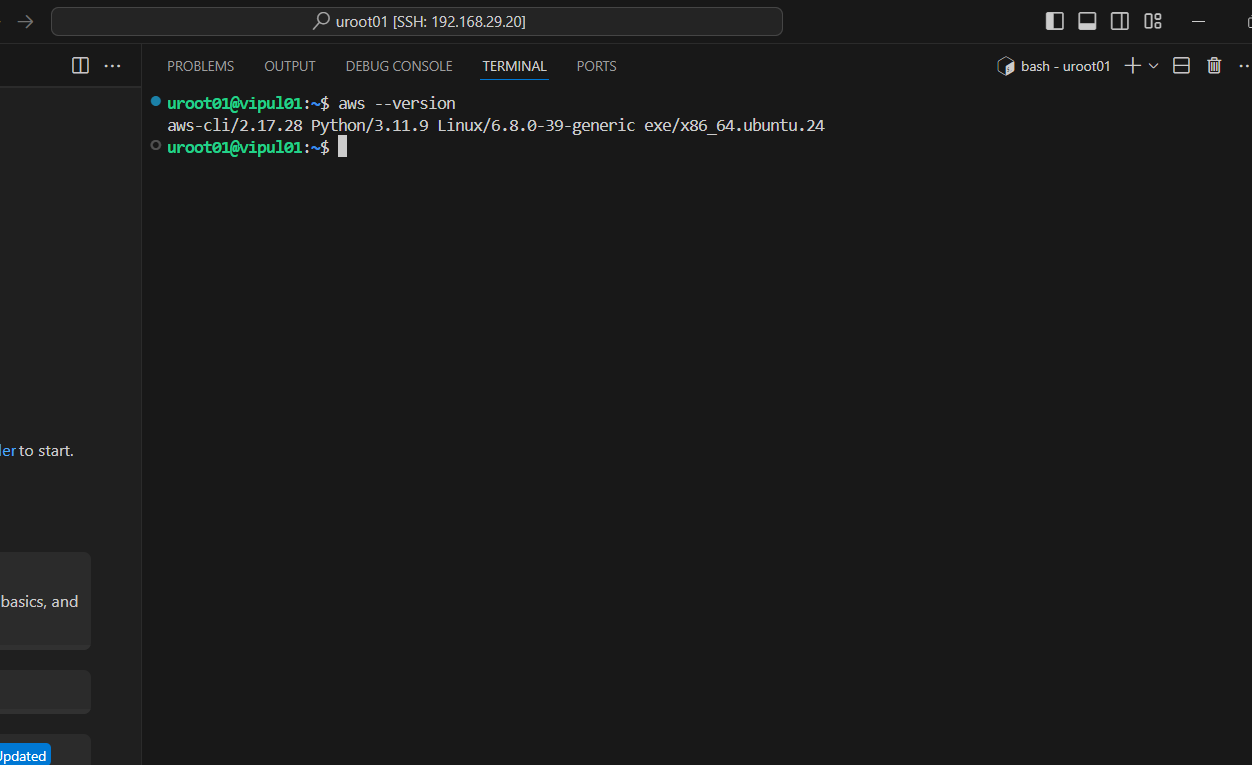 uroot01 [SSH: 192.168.29.20]
PROBLEMS OUTPUT DEBUG CONSOLE TERMINAL PORTS
bash - uroot01
uroot01@vipul01:~$ aws --version
aws-cli/2.17.28 Python/3.11.9 Linux/6.8.0-39-generic exe/x86_64.ubuntu.24
uroot01@vipul01:~$
to start.
basics, and
Updated